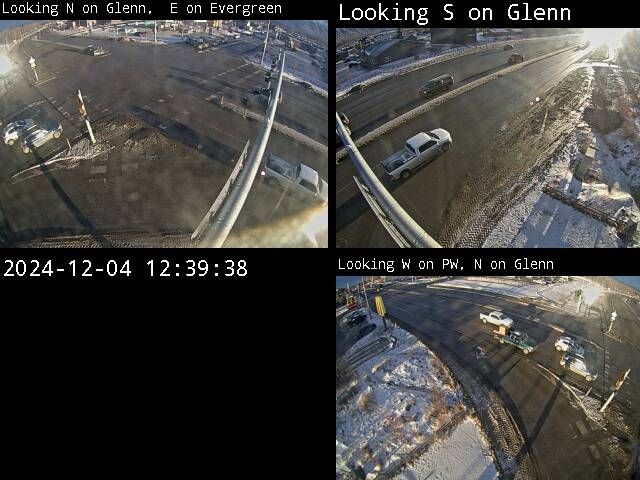 Looking N on Glenn,  E on Evergreen
Looking S on Glenn
2024-12-04 12:39:38
Looking W on PW, N on Glenn